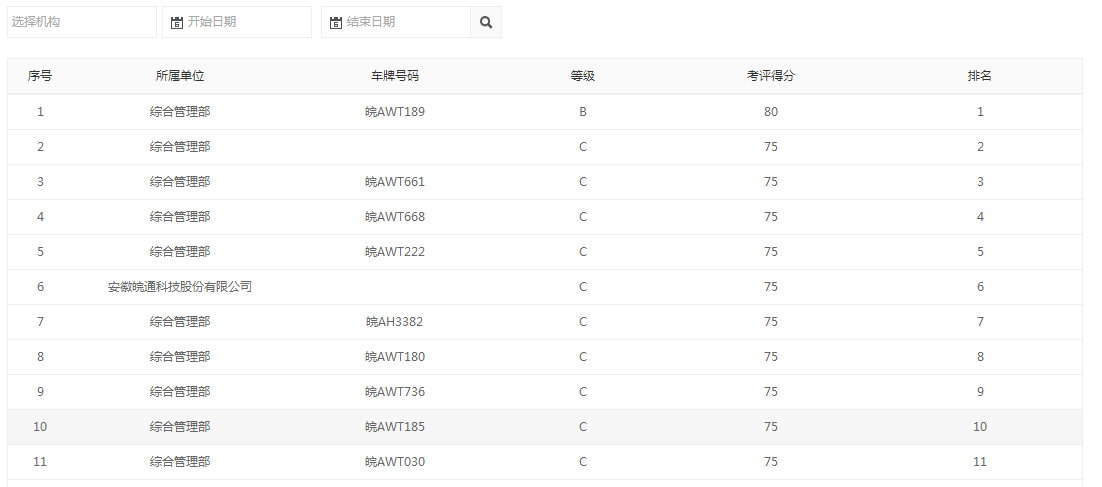 选择机构 开始日期 结束日期
序号 所属单位 车牌号码 等级 考评得分 排名
1 综合管理部 皖AWT189 B 80 1
2 综合管理部 C 75 2
3 综合管理部 皖AWT661 C 75 3
4 综合管理部 皖AWT668 C 75 4
5 综合管理部 皖AWT222 C 75 5
6 安徽皖通科技股份有限公司 C 75 6
7 综合管理部 皖AH3382 C 75 7
8 综合管理部 皖AWT180 C 75 8
9 综合管理部 皖AWT736 C 75 9
10 综合管理部 皖AWT185 C 75 10
11 综合管理部 皖AWT030 C 75 11